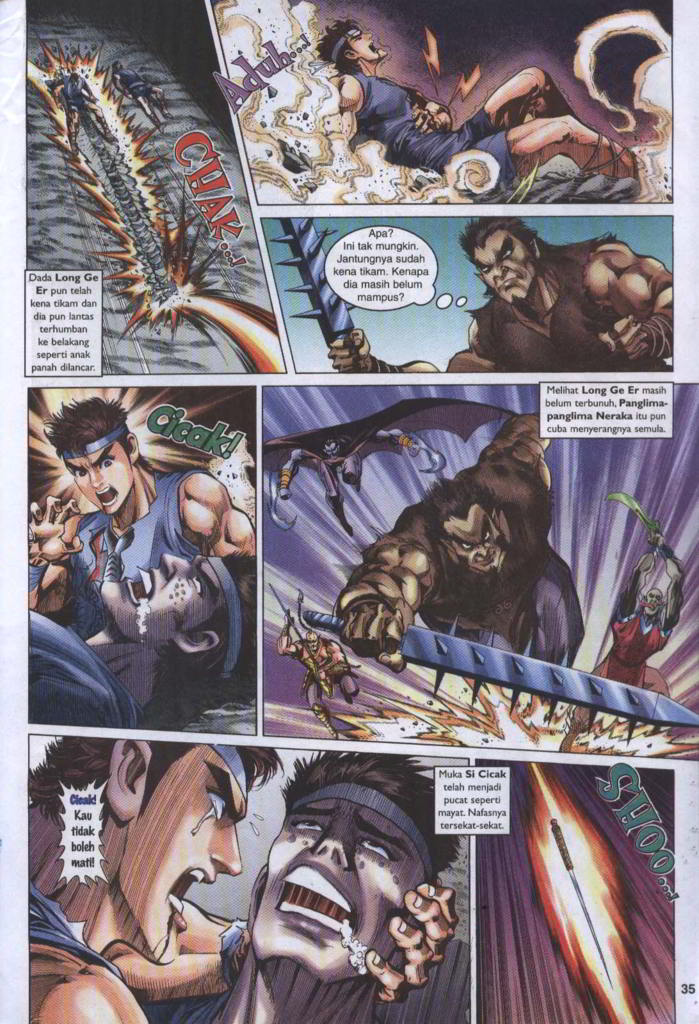 CHAK...!!
Dada Long Ge
Er pun telah
kena tikam dan
dia pun lantas
terhumban
ke belakang
seperti anak
panah dilancar.
Aduh...!
Apa?
Ini tak mungkin.
Jantungnya sudah
kena tikam. Kenapa
dia masih belum
mampus?
Cicak!
Melihat Long Ge Er masih
belum terbunuh, Panglima-
panglima Neraka itu pun
cuba menyerangnya semula.
Cicak!
Kau
tidak
boleh
mati!
Muka Si Cicak
telah menjadi
pucat seperti
mayat. Nafasnya
tersekat-sekat.
SHOO...!
35